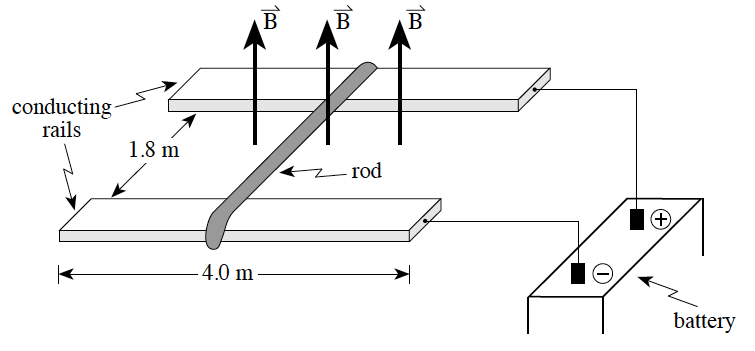 B
B
B
conducting
rails
1.8 m
rod
4.0 m
+
−
battery